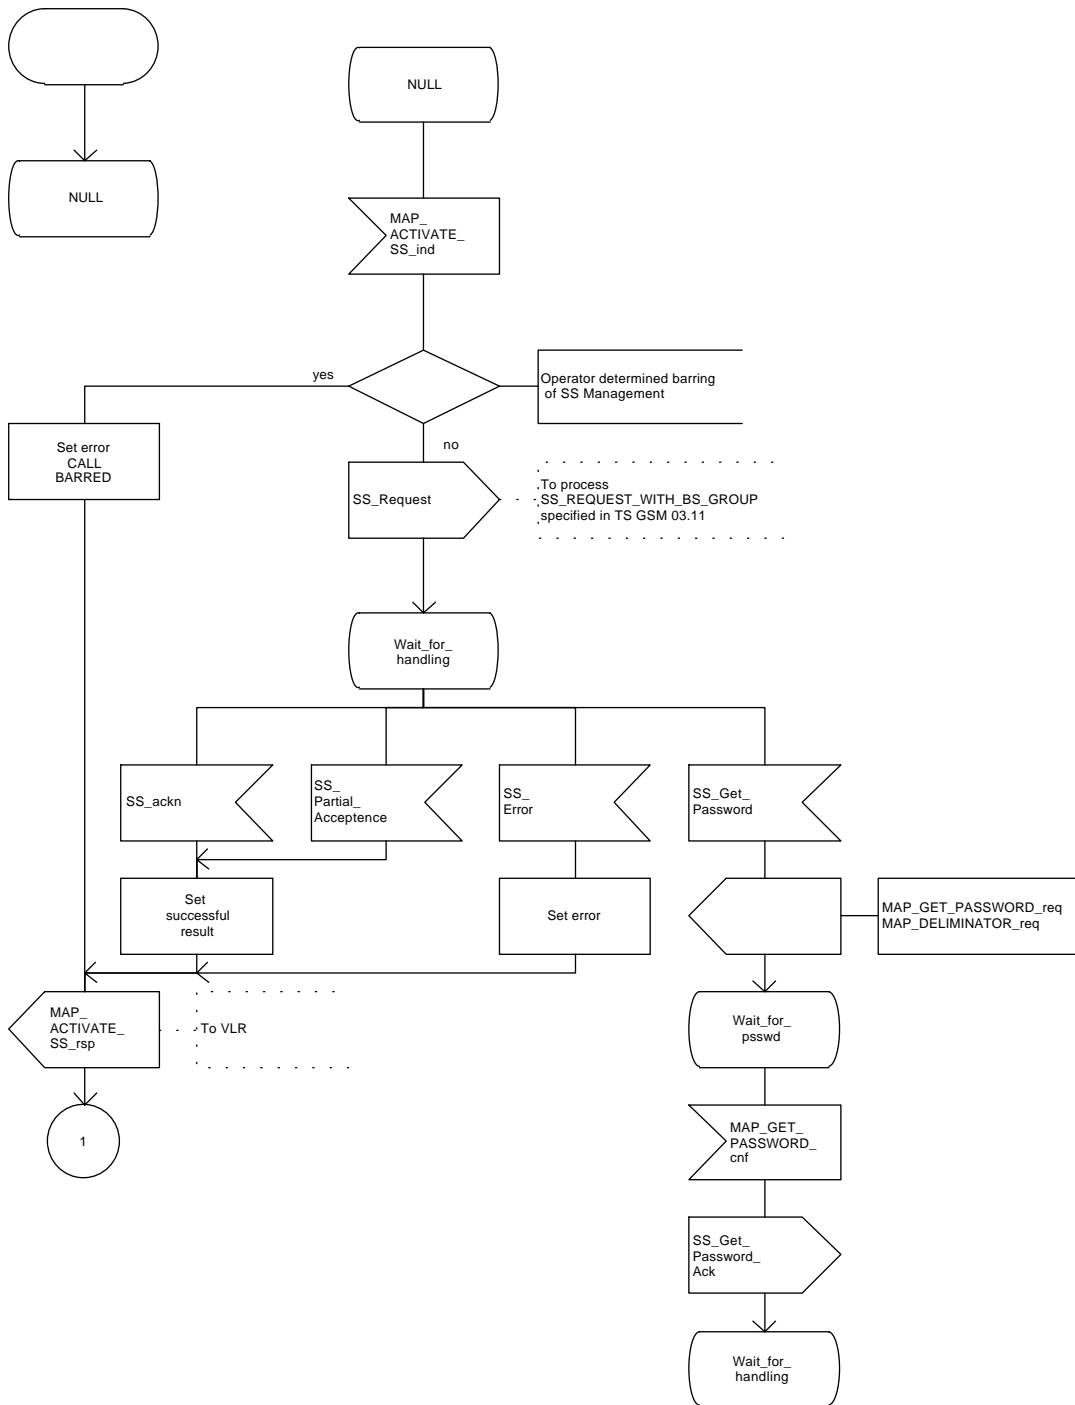 NULL
NULL
MAP_
ACTIVATE_
SS_ind
yes
Operator determined barring
of SS Management
Set error
CALL
BARRED
no
SS_Request
To process
SS_REQUEST_WITH_BS_GROUP
specified in TS GSM 03.11
Wait_for_
handling
SS_ackn
SS_
Partial_
Acceptence
SS_
Error
SS_Get_
Password
Set
successful
result
Set error
MAP_GET_PASSWORD_req
MAP_DELIMINATOR_req
MAP_
ACTIVATE_
SS_rsp
To VLR
Wait_for_
psswd
1
MAP_GET_
PASSWORD_
cnf
SS_Get_
Password_
Ack
Wait_for_
handling